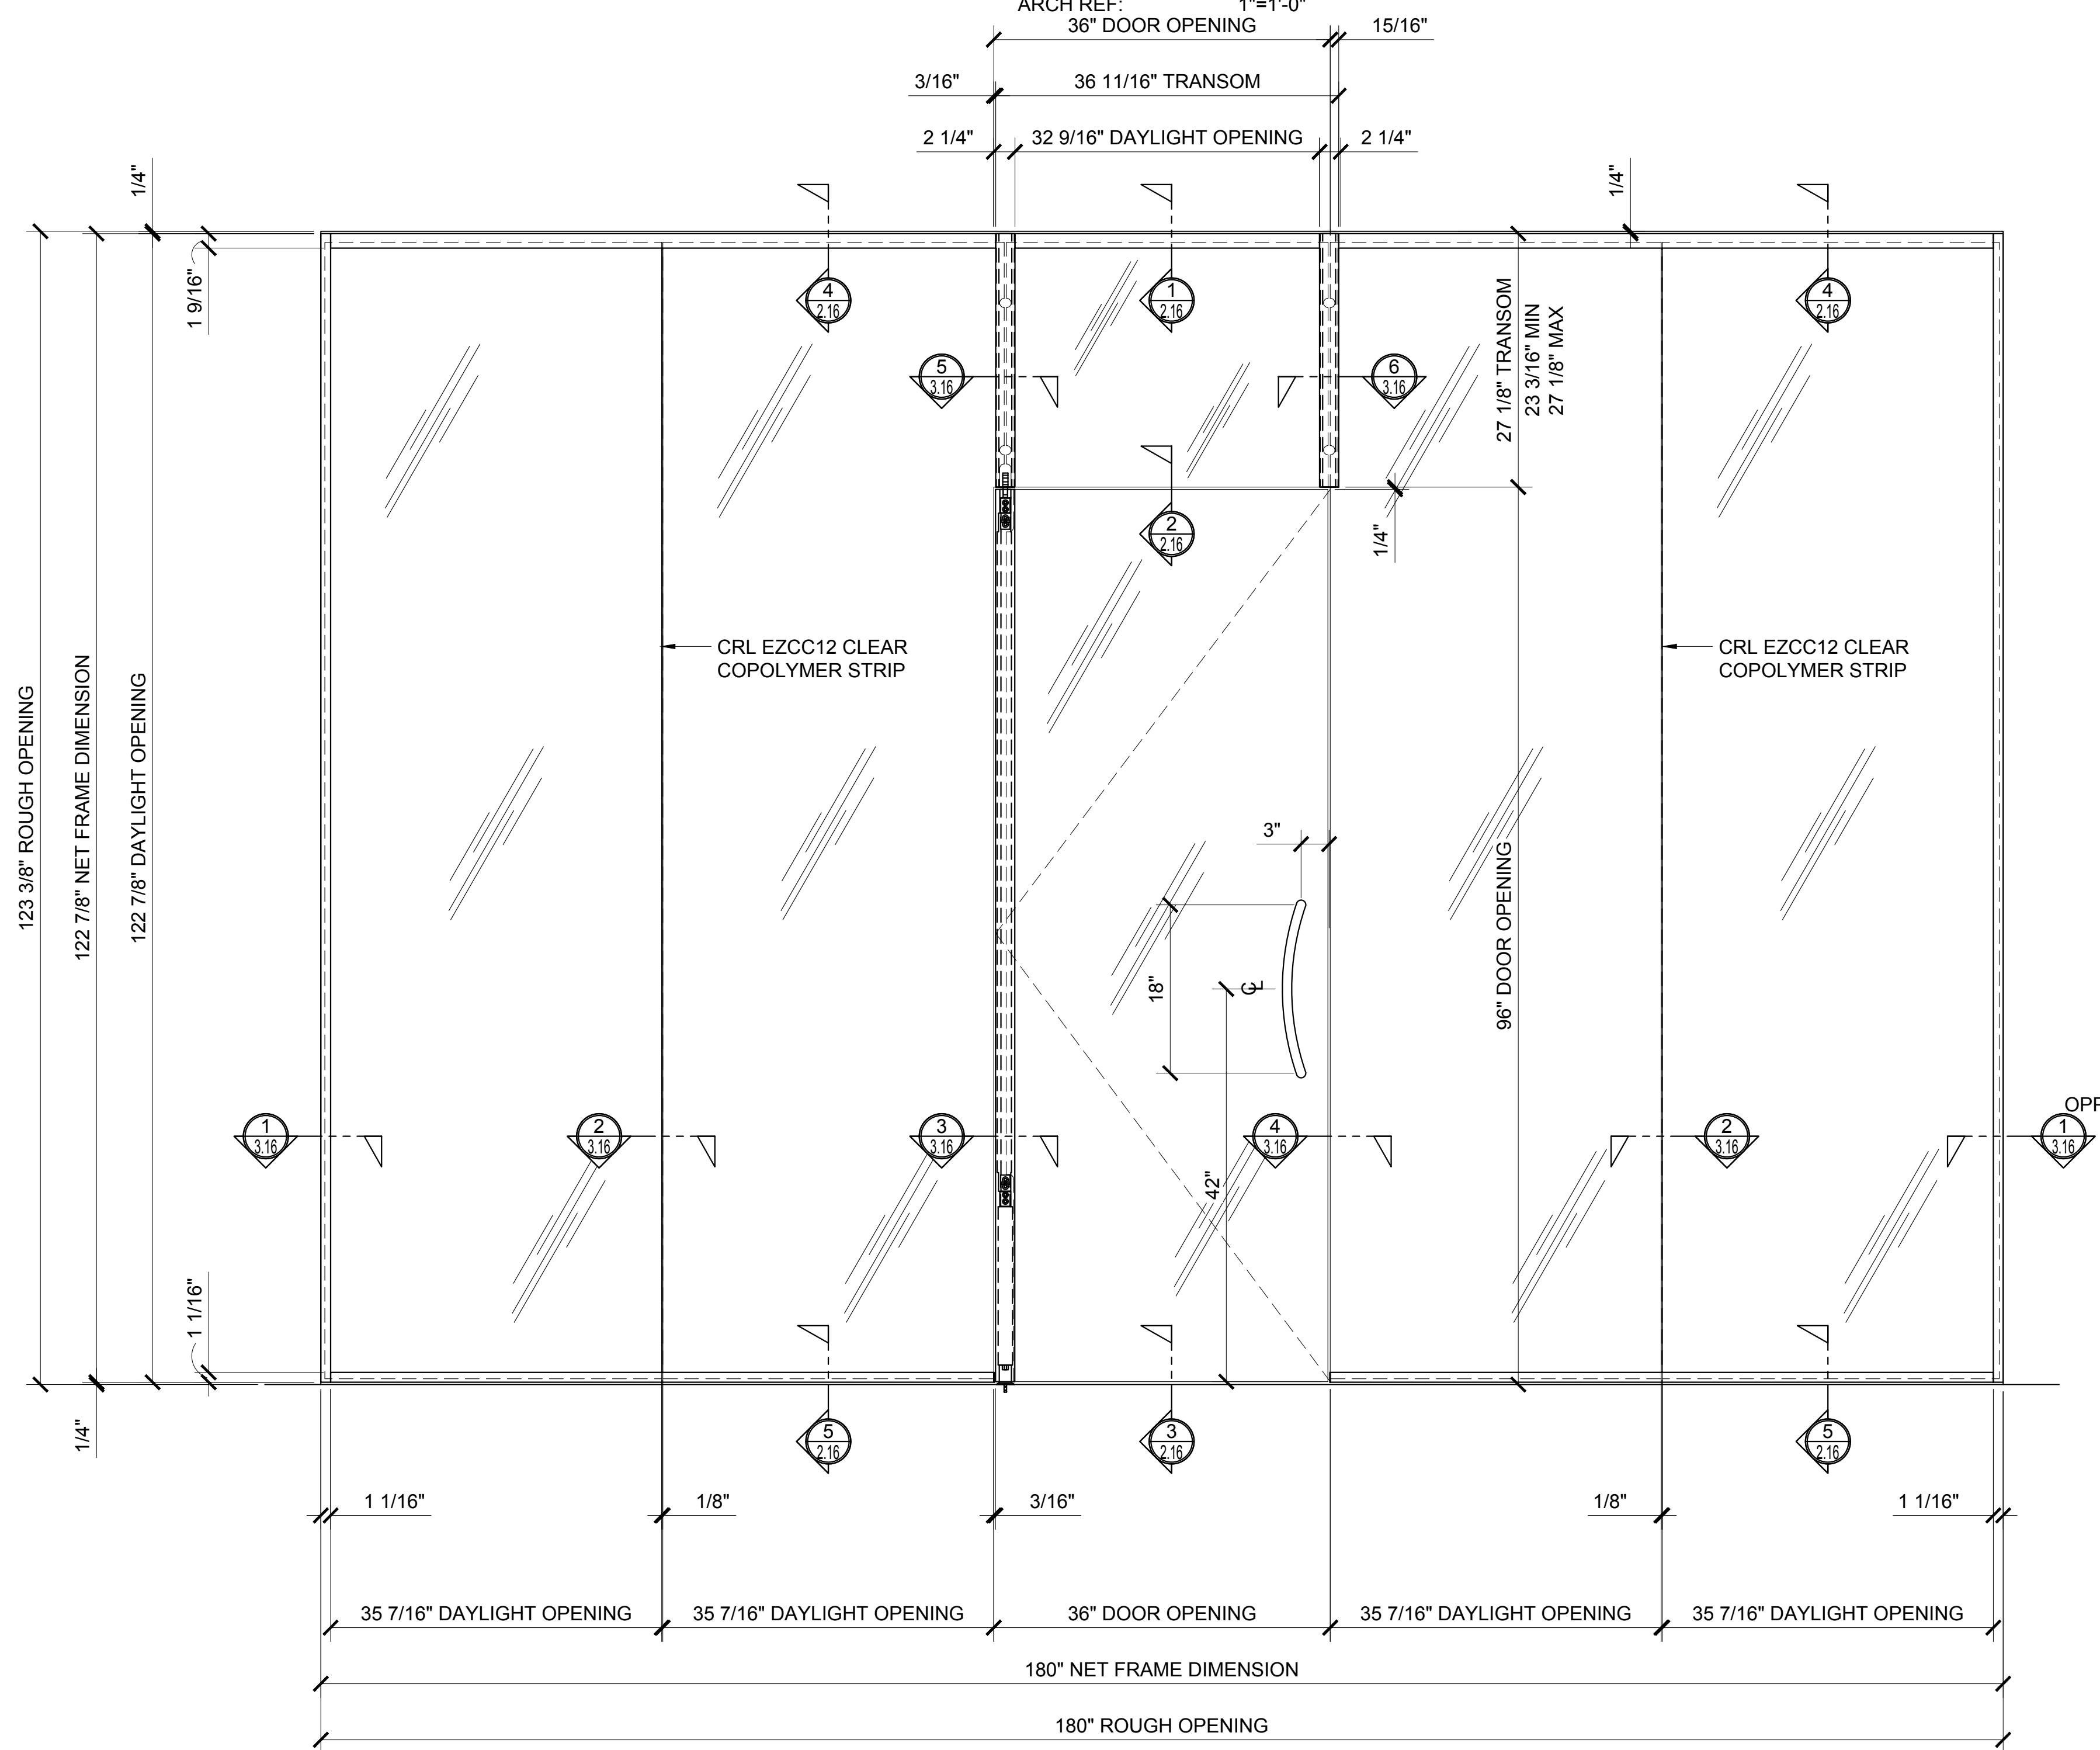 ARCH REF: 1"=1'-0"
36" DOOR OPENING 15/16"
3/16" 36 11/16" TRANSOM
2 1/4" 32 9/16" DAYLIGHT OPENING 2 1/4"
1/4"
1/4"
1 9/16"
4
2.16
1
2.16
4
2.16
5
3.16
6
3.16
27 1/8" TRANSOM
23 3/16" MIN
27 1/8" MAX
2
2.16
1/4"
CRL EZCC12 CLEAR
COPOLYMER STRIP
CRL EZCC12 CLEAR
COPOLYMER STRIP
123 3/8" ROUGH OPENING
122 7/8" NET FRAME DIMENSION
122 7/8" DAYLIGHT OPENING
3"
96" DOOR OPENING
18"
CL
OPP
1
3.16
2
3.16
3
3.16
4
3.16
2
3.16
1
3.16
42"
1 1/16"
1/4"
5
2.16
3
2.16
5
2.16
1 1/16" 1/8" 3/16" 1/8" 1 1/16"
35 7/16" DAYLIGHT OPENING 35 7/16" DAYLIGHT OPENING 36" DOOR OPENING 35 7/16" DAYLIGHT OPENING 35 7/16" DAYLIGHT OPENING
180" NET FRAME DIMENSION
180" ROUGH OPENING